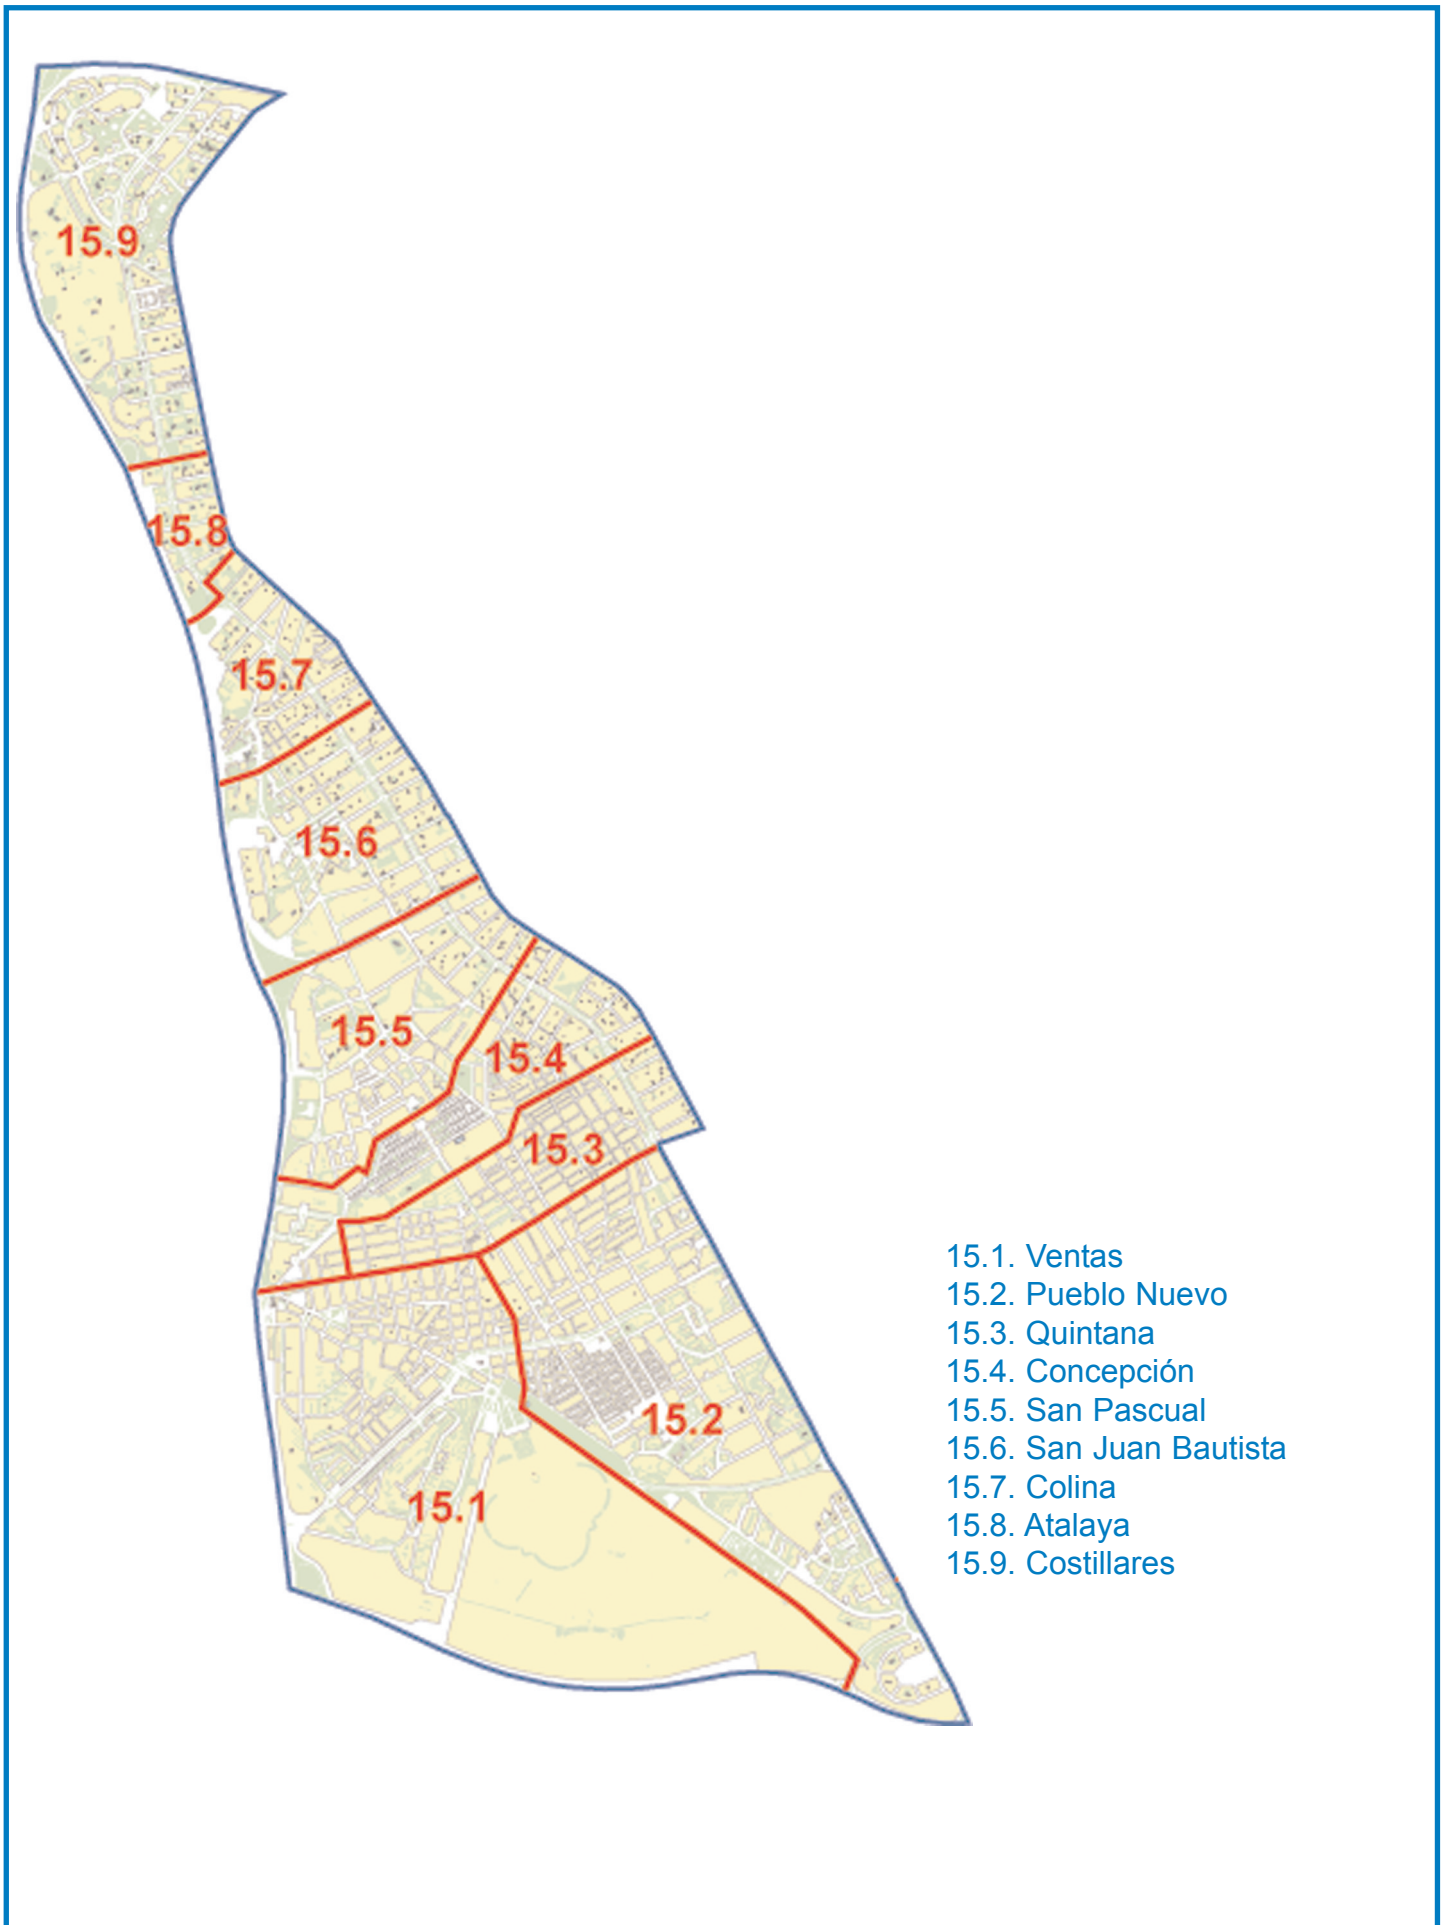 15.9
15.8
15.7
15.6
15.5
15.4
15.3
15.2
15.1
15.1. Ventas
15.2. Pueblo Nuevo
15.3. Quintana
15.4. Concepción
15.5. San Pascual
15.6. San Juan Bautista
15.7. Colina
15.8. Atalaya
15.9. Costillares